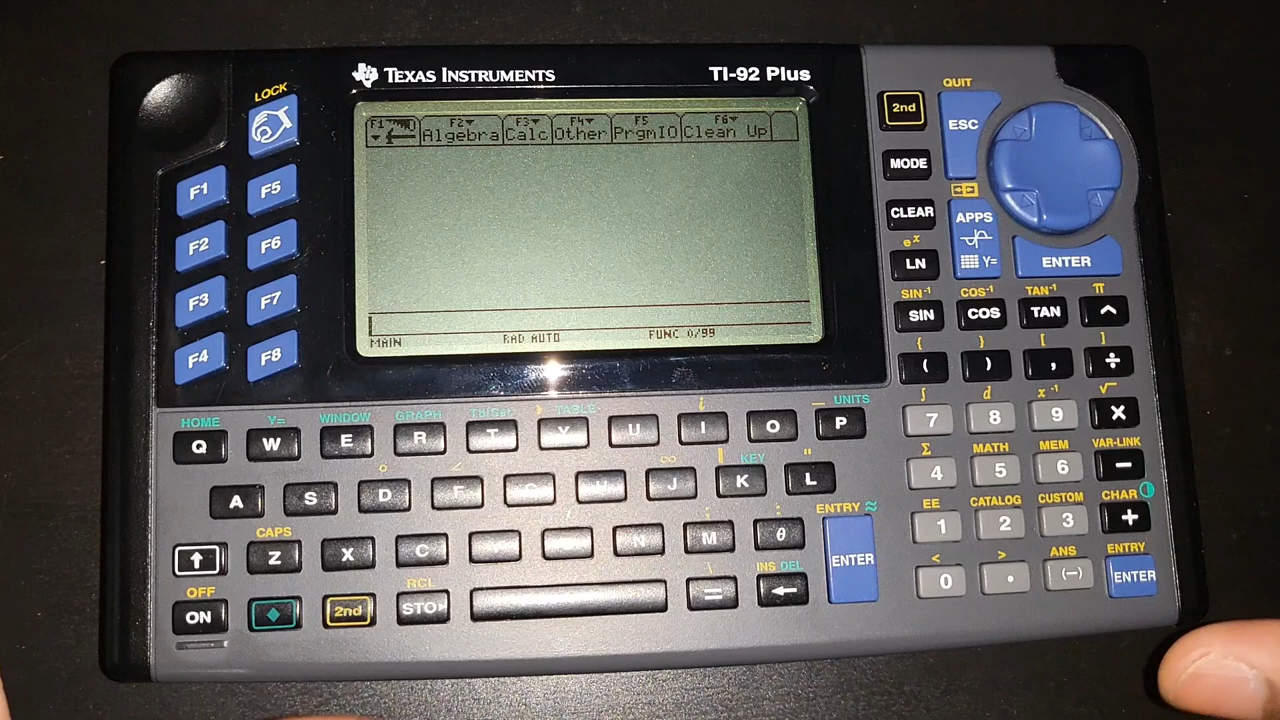 TEXAS INSTRUMENTS TI-92 Plus
F1 F2 F3 F4 F5 F6
Algebra Calc Other PrgmIO Clean Up
MAIN RAD AUTO FUNC 0/99
LOCK
F1 F5
F2 F6
F3 F7
F4 F8
QUIT
2nd ESC
MODE
CLEAR APPS
Y=
e^x
LN ENTER
SIN⁻¹ COS⁻¹ TAN⁻¹ π
SIN COS TAN ^
{ } [ ]
( ) , ÷
∫ d x⁻¹ √
7 8 9 ×
Σ MATH MEM VAR-LINK
4 5 6 −
EE CATALOG CUSTOM CHAR
1 2 3 +
< > ANS ENTRY
0 . (−) ENTER
HOME Y= WINDOW GRAPH TblSet TABLE i UNITS
Q W E R T Y U I O P
° ∠ ∞ | KEY "
A S D F G H J K L
CAPS : ; ENTRY ≈
Z X C N M θ ENTER
OFF RCL \ INS DEL
ON ◆ 2nd STO▸ = ←